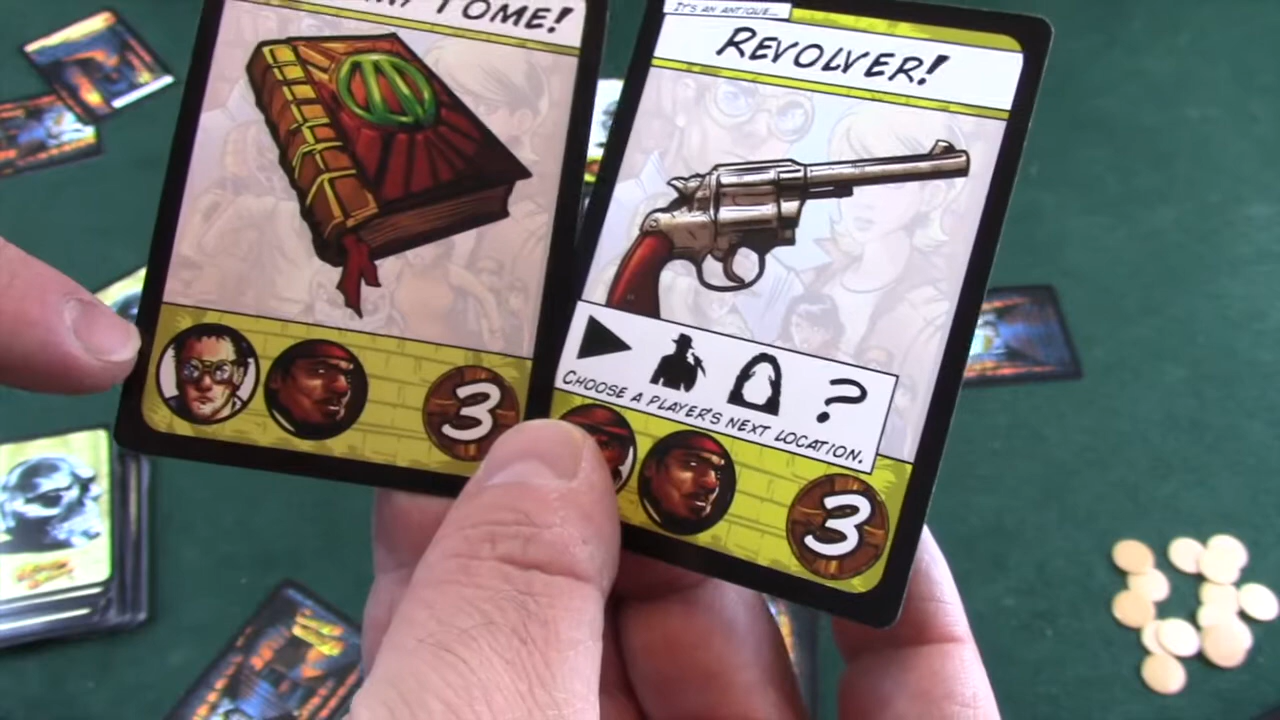 TOME!
3
IT'S AN ANTIQUE...
REVOLVER!
?
CHOOSE A PLAYER'S NEXT LOCATION.
3